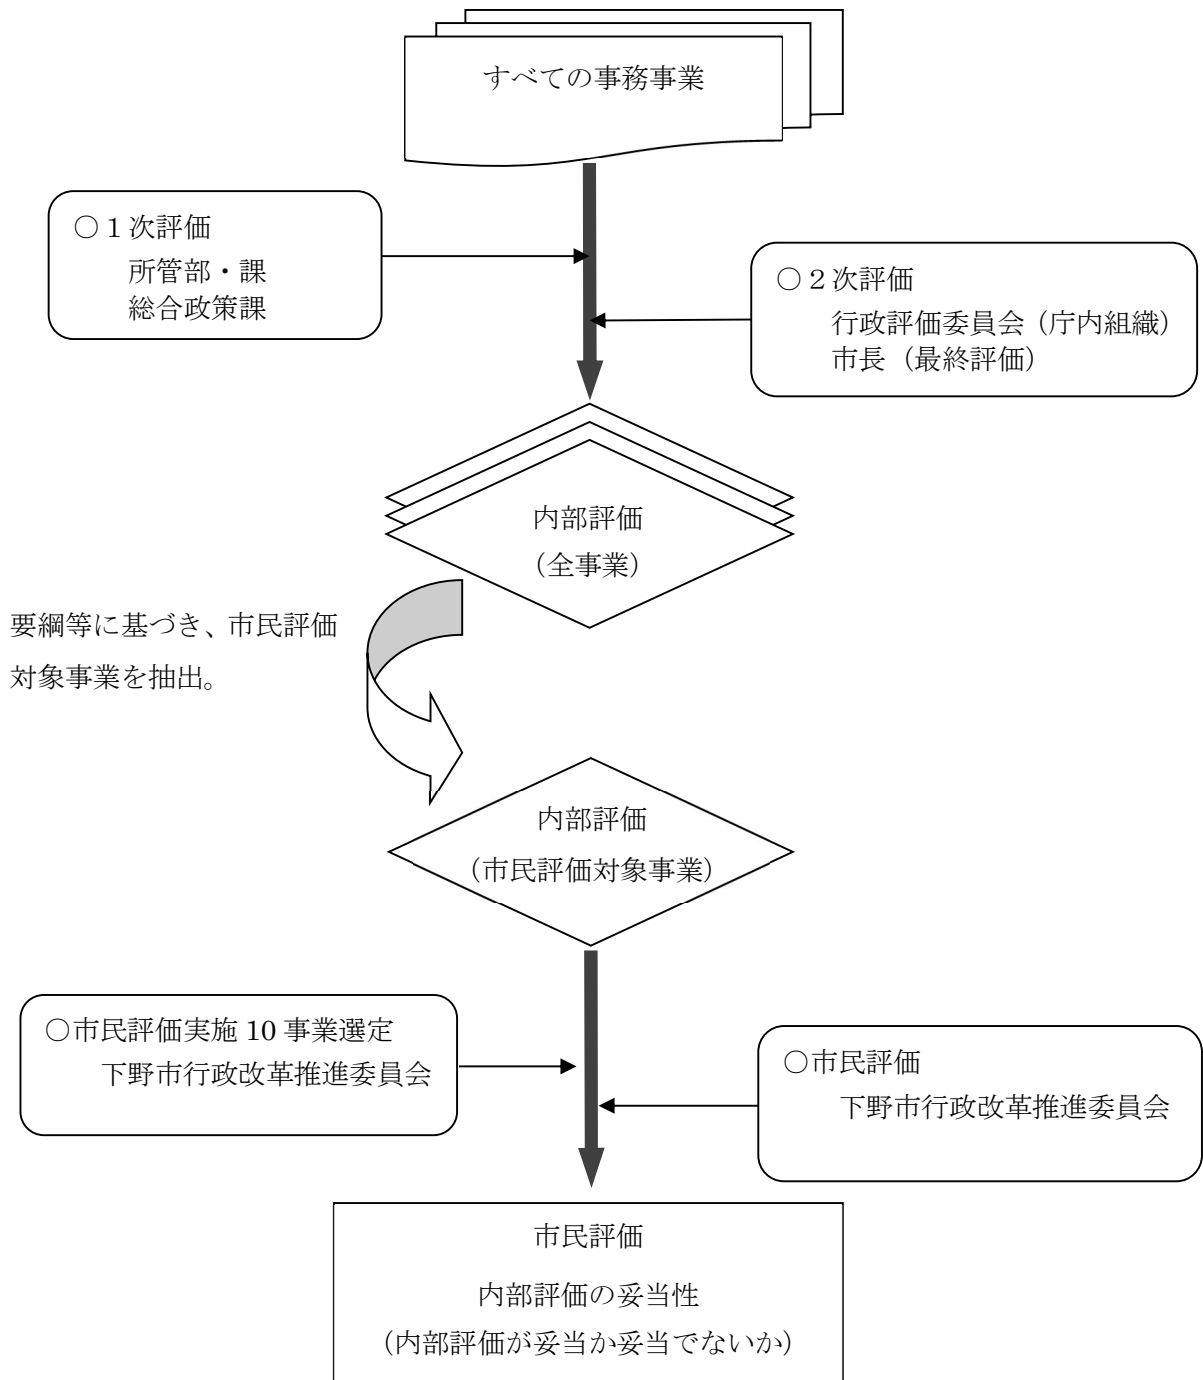 すべての事務事業
○１次評価
所管部・課
総合政策課
○２次評価
行政評価委員会（庁内組織）
市長（最終評価）
内部評価
（全事業）
要綱等に基づき、市民評価
対象事業を抽出。
内部評価
（市民評価対象事業）
○市民評価実施 10 事業選定
下野市行政改革推進委員会
○市民評価
下野市行政改革推進委員会
市民評価
内部評価の妥当性
（内部評価が妥当か妥当でないか）